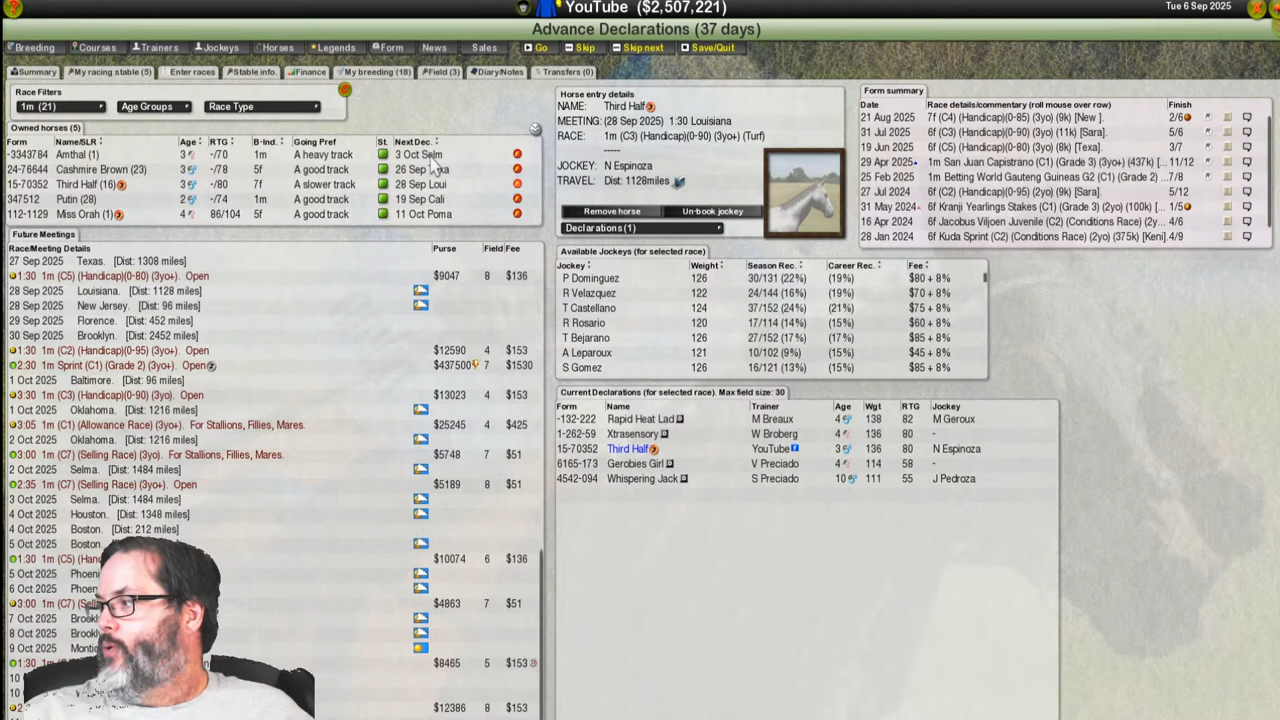 YouTube ($2,507,221)
Tue 6 Sep 2025
Advance Declarations (37 days)
Breeding Courses Trainers Jockeys Horses Legends Form News Sales Go Skip Skip next Save/Quit
Summary My racing stable (5) Enter races Stable info. Finance My breeding (18) Field (3) Diary/Notes Transfers (0)
Race Filters
1m (21) Age Groups Race Type
Owned horses (5)
Form Name/SLR Age RTG B-Ind. Going Pref St. Next Dec.
-3343784 Amthal (1) 3 -/70 1m A heavy track 3 Oct Selm
24-76644 Cashmire Brown (23) 3 -/78 5f A good track 26 Sep
15-70352 Third Half (16) 3 -/80 7f A slower track 28 Sep Loui
347512 Putin (28) 2 -/74 1m A good track 19 Sep Cali
112-1129 Miss Orah (1) 4 86/104 5f A good track 11 Oct Poma
Future Meetings
Race/Meeting Details Purse Field Fee
27 Sep 2025 Texas. [Dist: 1308 miles]
1:30 1m (C5) (Handicap)(0-80) (3yo+). Open $9047 8 $136
28 Sep 2025 Louisiana. [Dist: 1128 miles]
28 Sep 2025 New Jersey. [Dist: 96 miles]
29 Sep 2025 Florence. [Dist: 452 miles]
30 Sep 2025 Brooklyn. [Dist: 2452 miles]
1:30 1m (C2) (Handicap)(0-95) (3yo+). Open $12590 4 $153
2:30 1m Sprint (C1) (Grade 2) (3yo+). Open $437500 7 $1530
1 Oct 2025 Baltimore. [Dist: 96 miles]
3:30 1m (C3) (Handicap)(0-90) (3yo) Open $13023 4 $153
1 Oct 2025 Oklahoma. [Dist: 1216 miles]
3:05 1m (C1) (Allowance Race) (3yo+). For Stallions, Fillies, Mares. $25245 4 $425
2 Oct 2025 Oklahoma. [Dist: 1216 miles]
3:00 1m (C7) (Selling Race) (3yo). For Stallions, Fillies, Mares. $5748 7 $51
2 Oct 2025 Selma. [Dist: 1484 miles]
2:35 1m (C7) (Selling Race) (3yo+). Open $5189 8 $51
3 Oct 2025 Selma. [Dist: 1484 miles]
4 Oct 2025 Houston. [Dist: 1348 miles]
4 Oct 2025 Boston. [Dist: 212 miles]
5 Oct 2025 Boston.
1:30 1m (C5) $10074 6 $136
5 Oct 2025
6 Oct 2025
3:00 1m (C7) $4863 7 $51
7 Oct 2025
8 Oct 2025
9 Oct 2025
1:30 $8465 5 $153
10
10
2 $12386 8 $153
Horse entry details
NAME: Third Half
MEETING: (28 Sep 2025) 1:30 Louisiana
RACE: 1m (C3) (Handicap)(0-90) (3yo+) (Turf)
-----
JOCKEY: N Espinoza
TRAVEL: Dist: 1128miles
Remove horse Un-book jockey
Declarations (1)
Form summary
Date Race details/commentary (roll mouse over row) Finish
21 Aug 2025 7f (C4) (Handicap)(0-85) (3yo) (9k) [New ]. 2/6
31 Jul 2025 6f (C3) (Handicap)(0-90) (3yo) (11k) [Sara]. 5/6
19 Jun 2025 6f (C3) (Handicap)(0-90) (3yo) (8k) [Texa]. 3/7
29 Apr 2025 1m San Juan Capistrano (C1) (Grade 3) (3yo+) (437k) [... 11/12
25 Feb 2025 1m Betting World Gauteng Guineas G2 (C1) (Grade 2) ... 7/8
27 Jul 2024 6f (C2) (Handicap)(0-95) (2yo) (9k) [Sara]. 5/12
31 May 2024 6f Kranji Yearlings Stakes (C1) (Grade 3) (2yo) (100k) [... 1/5
16 Apr 2024 6f Jacobus Viljoen Juvenile (C2) (Conditions Race) (2y... 4/6
28 Jan 2024 6f Kuda Sprint (C2) (Conditions Race) (2yo) (375k) [Keni]. 4/9
Available Jockeys (for selected race)
Jockey Weight Season Rec. Career Rec. Fee
P Dominguez 126 30/131 (22%) (19%) $80 + 8%
R Velazquez 122 24/144 (16%) (19%) $70 + 8%
T Castellano 124 37/152 (24%) (21%) $75 + 8%
R Rosario 120 17/114 (14%) (15%) $60 + 8%
T Bejarano 126 27/152 (17%) (17%) $85 + 8%
A Leparoux 121 10/102 (9%) (15%) $45 + 8%
S Gomez 126 16/121 (13%) (15%) $85 + 8%
Current Declarations (for selected race). Max field size: 30
Form Name Trainer Age Wgt RTG Jockey
-132-222 Rapid Heat Lad M Breaux 4 138 82 M Geroux
1-262-59 Xtrasensory W Broberg 4 136 80 -
15-70352 Third Half YouTube 3 136 80 N Espinoza
6165-173 Gerobies Girl V Preciado 4 114 58 -
4542-094 Whispering Jack S Preciado 10 111 55 J Pedroza